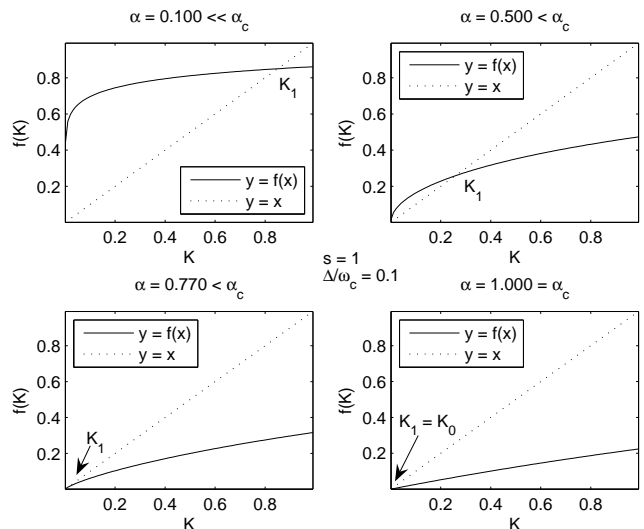 α = 0.100 << α_c
f(K)
0.8
0.6
0.4
0.2
K_1
y = f(x)
y = x
0.2 0.4 0.6 0.8
K
α = 0.500 < α_c
f(K)
0.8
0.6
0.4
0.2
y = f(x)
y = x
K_1
0.2 0.4 0.6 0.8
K
s = 1
Δ/ω_c = 0.1
α = 0.770 < α_c
f(K)
0.8
0.6
0.4
0.2
y = f(x)
y = x
K_1
0.2 0.4 0.6 0.8
K
α = 1.000 = α_c
f(K)
0.8
0.6
0.4
0.2
y = f(x)
y = x
K_1 = K_0
0.2 0.4 0.6 0.8
K